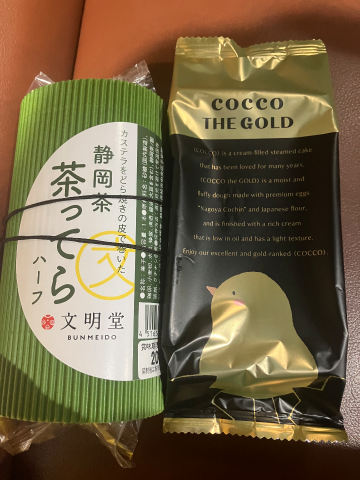 カステラをどら焼きの皮で巻いた
静岡茶
茶ってら
ハーフ
文
文明堂
BUNMEIDO
COCCO
THE GOLD
(COCCO) is a cream filled steamed cake
that has been loved for many years.
(COCCO the GOLD) is a moist and
fluffy dough made with premium eggs
"Nagoya Cochin" and Japanese flour,
and is finished with a rich cream
that is low in oil and has a light texture.
Enjoy our excellent and gold-ranked (COCCO).